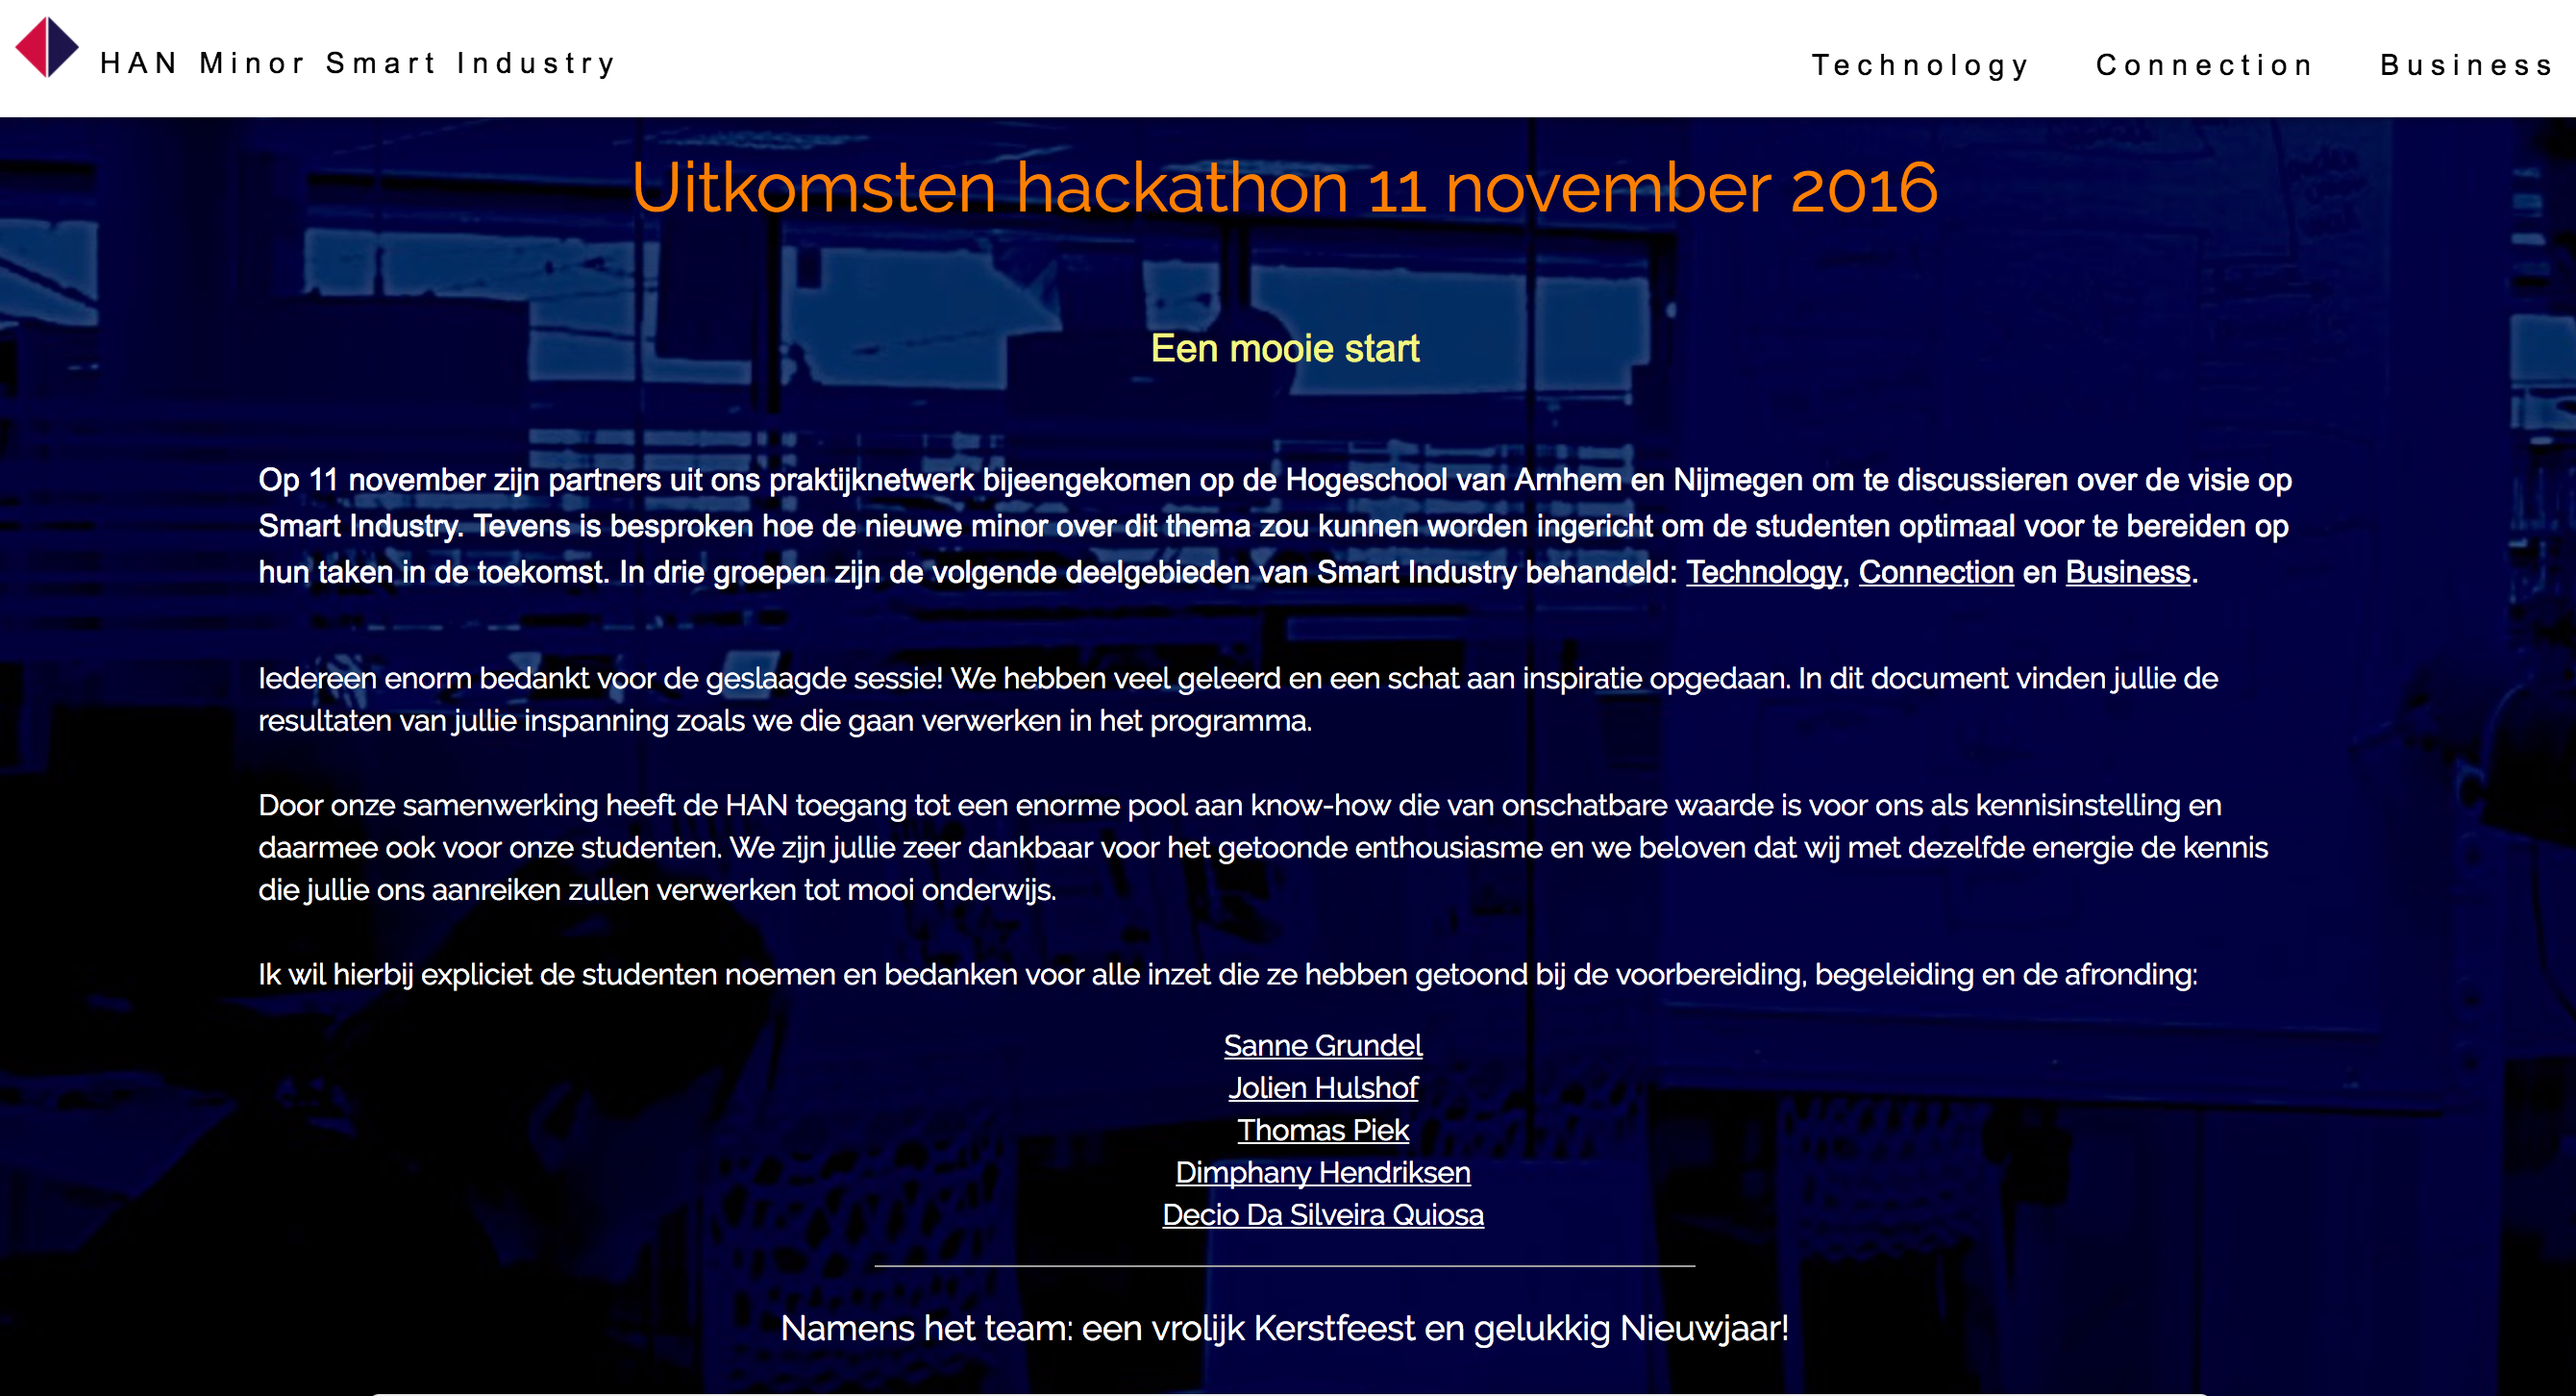 HAN Minor Smart Industry
Technology Connection Business
Uitkomsten hackathon 11 november 2016
Een mooie start
Op 11 november zijn partners uit ons praktijknetwerk bijeengekomen op de Hogeschool van Arnhem en Nijmegen om te discussieren over de visie op
Smart Industry. Tevens is besproken hoe de nieuwe minor over dit thema zou kunnen worden ingericht om de studenten optimaal voor te bereiden op
hun taken in de toekomst. In drie groepen zijn de volgende deelgebieden van Smart Industry behandeld: Technology, Connection en Business.
Iedereen enorm bedankt voor de geslaagde sessie! We hebben veel geleerd en een schat aan inspiratie opgedaan. In dit document vinden jullie de
resultaten van jullie inspanning zoals we die gaan verwerken in het programma.
Door onze samenwerking heeft de HAN toegang tot een enorme pool aan know-how die van onschatbare waarde is voor ons als kennisinstelling en
daarmee ook voor onze studenten. We zijn jullie zeer dankbaar voor het getoonde enthousiasme en we beloven dat wij met dezelfde energie de kennis
die jullie ons aanreiken zullen verwerken tot mooi onderwijs.
Ik wil hierbij expliciet de studenten noemen en bedanken voor alle inzet die ze hebben getoond bij de voorbereiding, begeleiding en de afronding:
Sanne Grundel
Jolien Hulshof
Thomas Piek
Dimphany Hendriksen
Decio Da Silveira Quiosa
Namens het team: een vrolijk Kerstfeest en gelukkig Nieuwjaar!